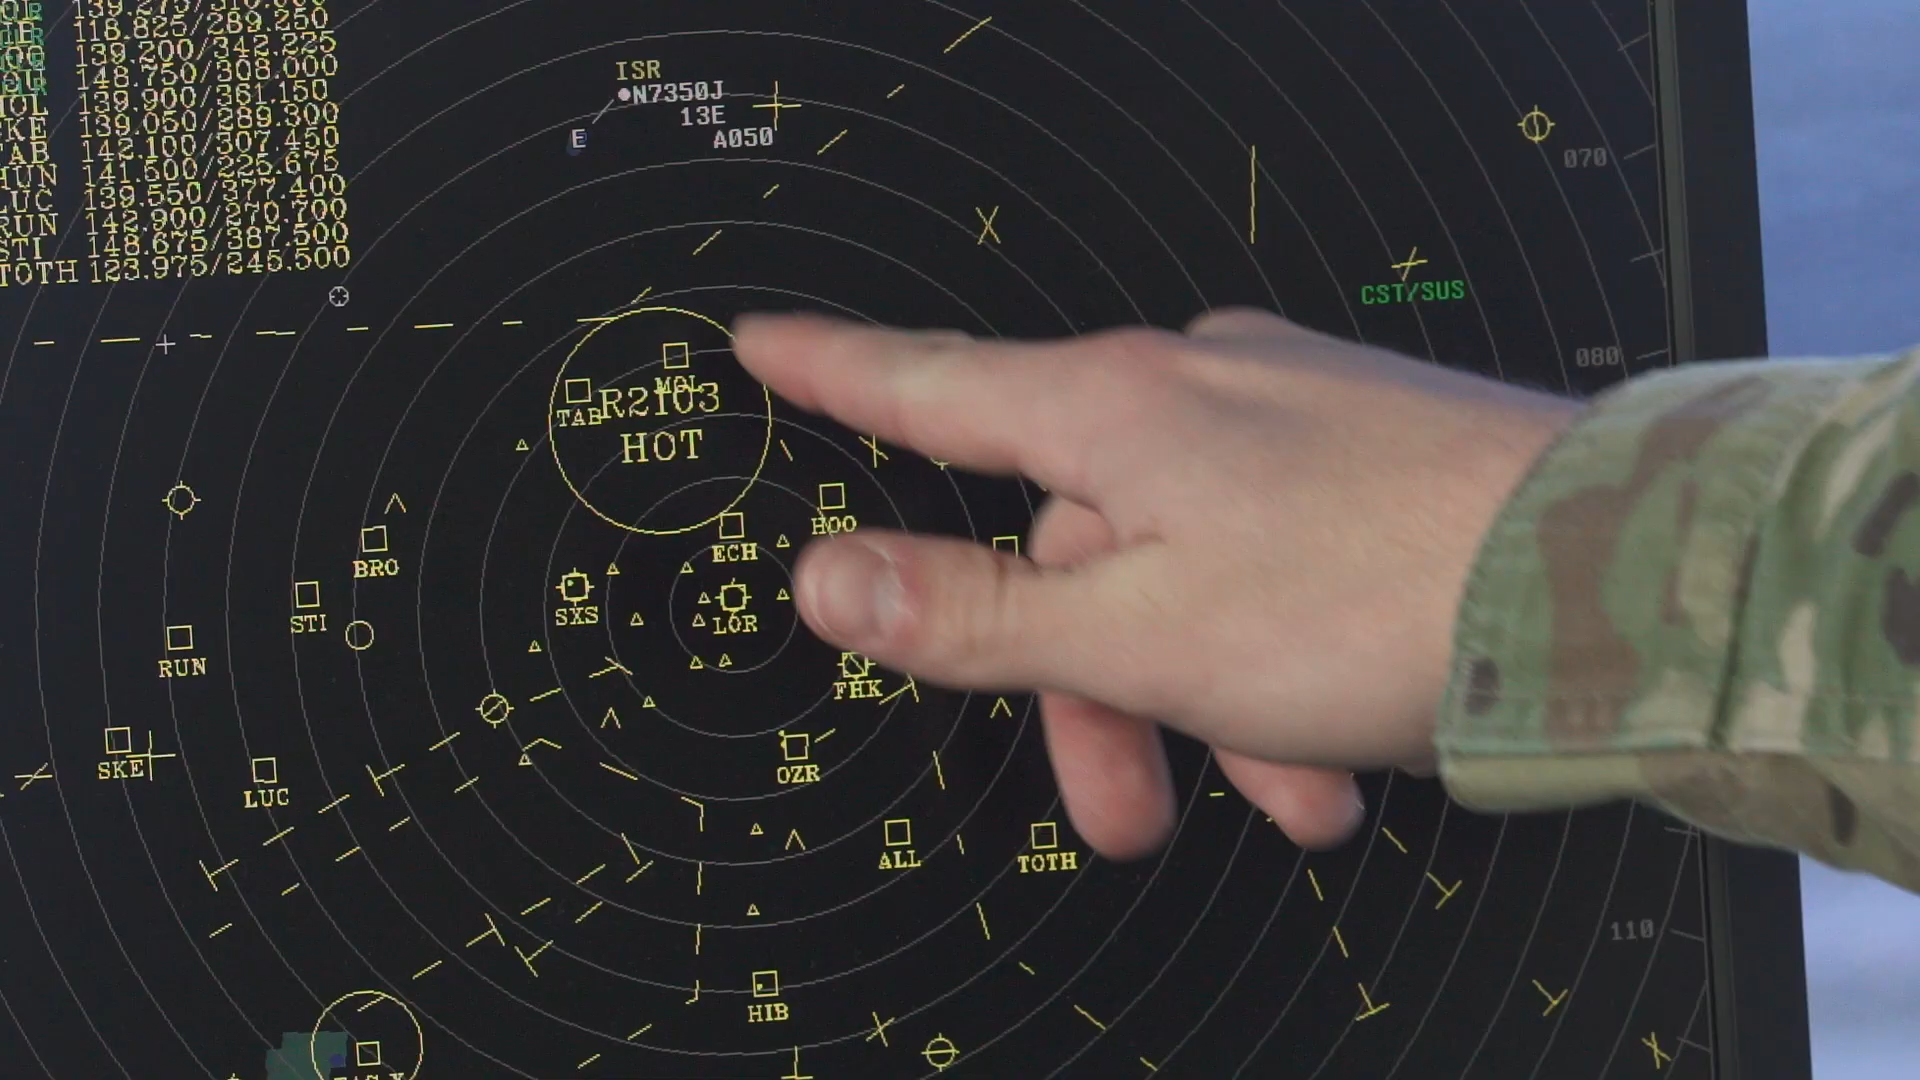 139.275/310.000
118.825/289.250
139.200/342.225
148.750/308.000
139.900/361.150
139.050/289.300
142.100/307.450
HUN 141.500/225.675
LUC 139.550/377.400
RUN 142.900/270.700
STI 148.675/387.500
TOTH 123.975/245.500
ISR
N7350J
13E
A050
E
070
CST/SUS
080
MOL
TAB
R2103
HOT
HOO
ECH
BRO
SXS
STI
LOR
RUN
FHK
SKE
OZR
LUC
ALL
TOTH
110
HIB